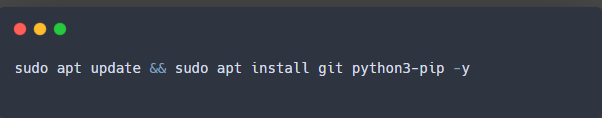 sudo apt update && sudo apt install git python3-pip -y